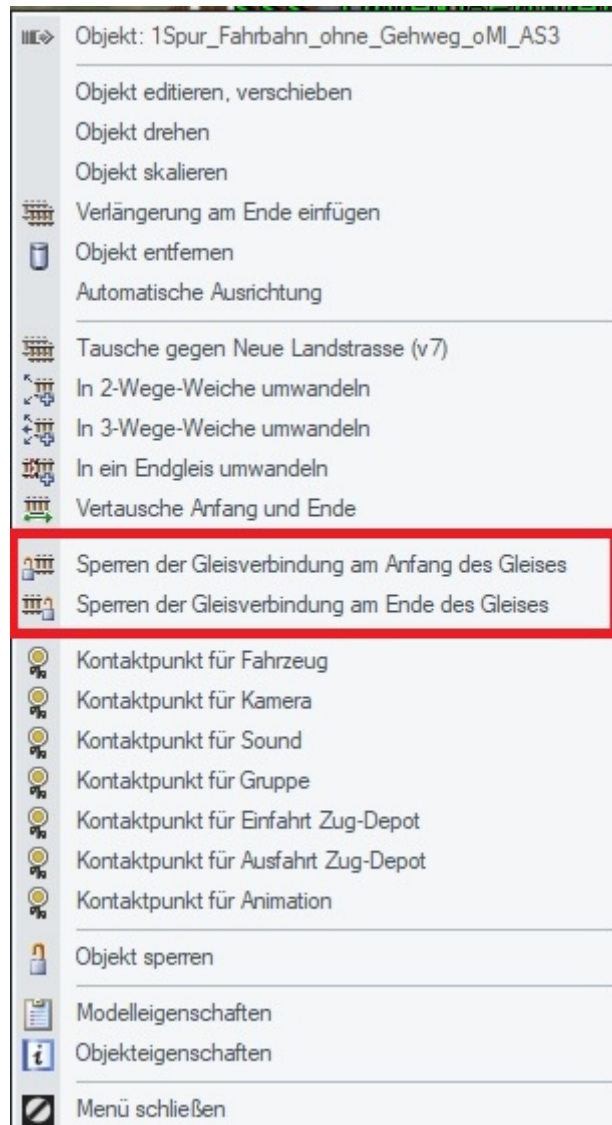 Objekt: 1Spur_Fahrbahn_ohne_Gehweg_oMI_AS3
Objekt editieren, verschieben
Objekt drehen
Objekt skalieren
Verlängerung am Ende einfügen
Objekt entfernen
Automatische Ausrichtung
Tausche gegen Neue Landstrasse (v7)
In 2-Wege-Weiche umwandeln
In 3-Wege-Weiche umwandeln
In ein Endgleis umwandeln
Vertausche Anfang und Ende
Sperren der Gleisverbindung am Anfang des Gleises
Sperren der Gleisverbindung am Ende des Gleises
Kontaktpunkt für Fahrzeug
Kontaktpunkt für Kamera
Kontaktpunkt für Sound
Kontaktpunkt für Gruppe
Kontaktpunkt für Einfahrt Zug-Depot
Kontaktpunkt für Ausfahrt Zug-Depot
Kontaktpunkt für Animation
Objekt sperren
Modelleigenschaften
Objekteigenschaften
Menü schließen